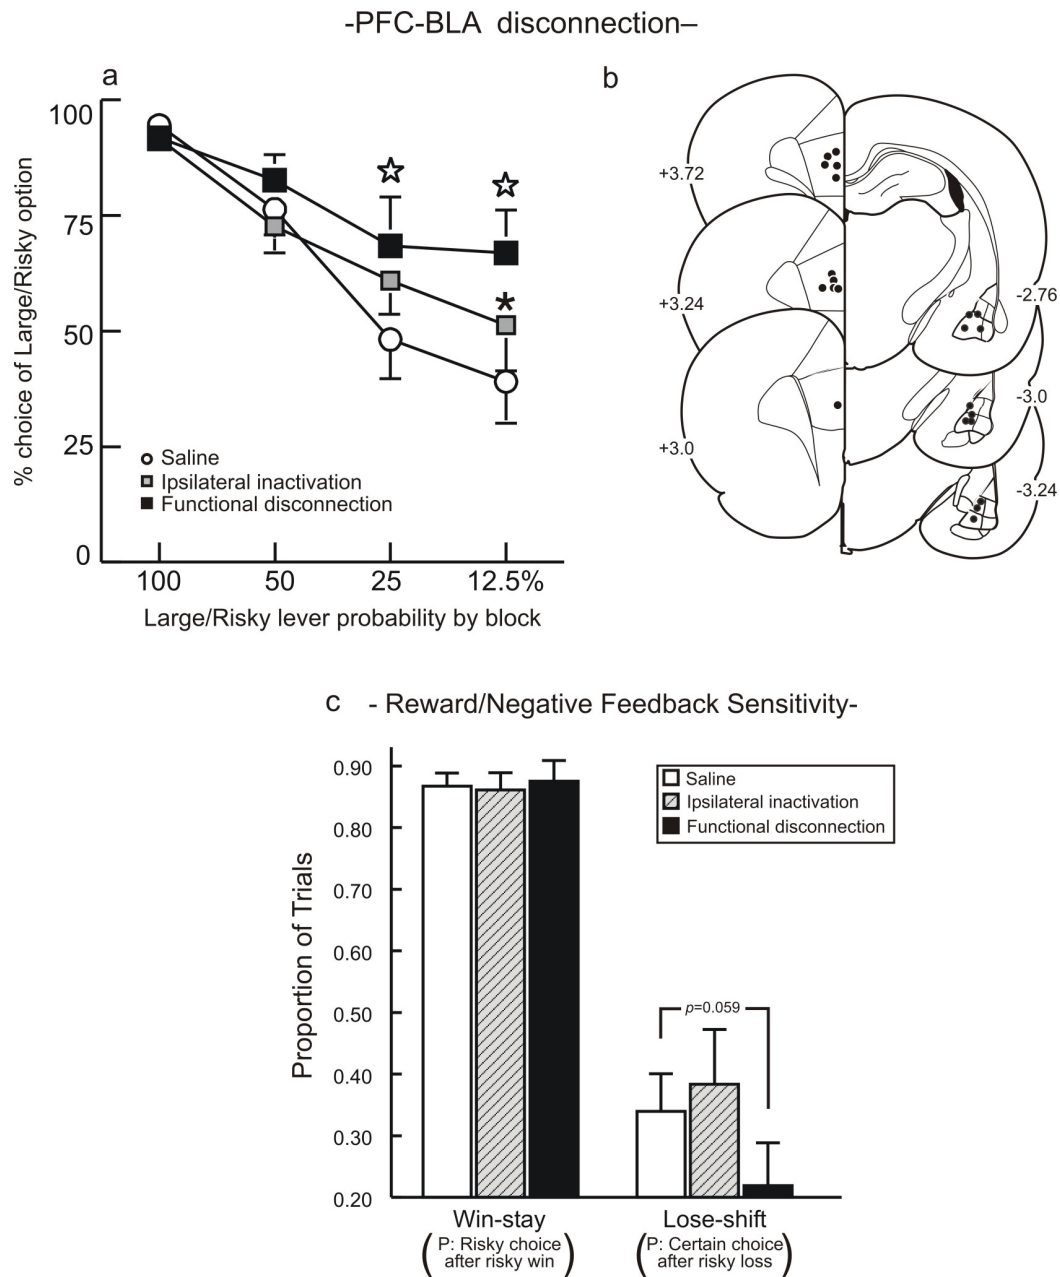 -PFC-BLA disconnection–
a
% choice of Large/Risky option
100
75
50
25
0
Saline
Ipsilateral inactivation
Functional disconnection
100 50 25 12.5%
Large/Risky lever probability by block
b
+3.72
+3.24
+3.0
-2.76
-3.0
-3.24
c - Reward/Negative Feedback Sensitivity-
Proportion of Trials
0.90
0.80
0.70
0.60
0.50
0.40
0.30
0.20
Saline
Ipsilateral inactivation
Functional disconnection
p=0.059
Win-stay
(P: Risky choice
after risky win)
Lose-shift
(P: Certain choice
after risky loss)